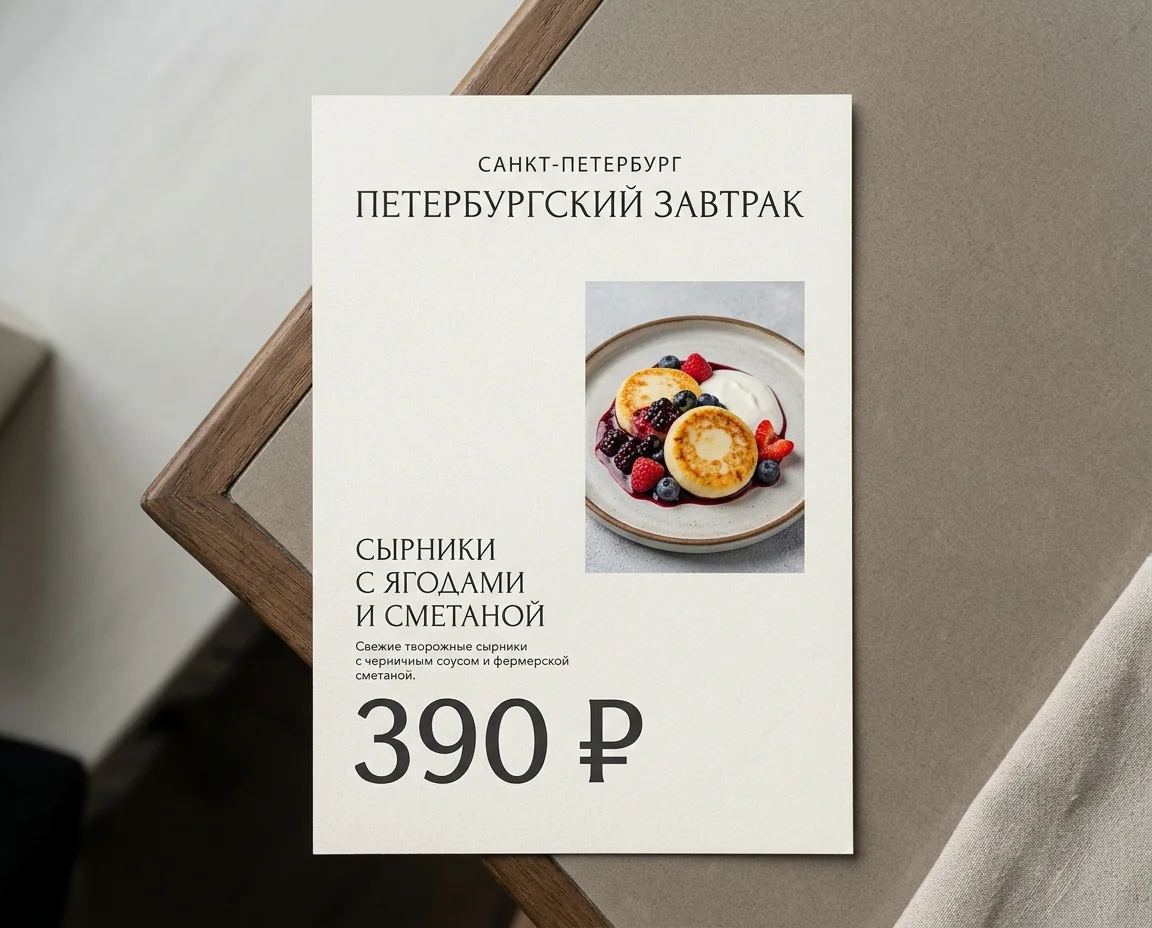 САНКТ-ПЕТЕРБУРГ
ПЕТЕРБУРГСКИЙ ЗАВТРАК
СЫРНИКИ
С ЯГОДАМИ
И СМЕТАНОЙ
Свежие творожные сырники
с черничным соусом и фермерской
сметаной.
390 ₽